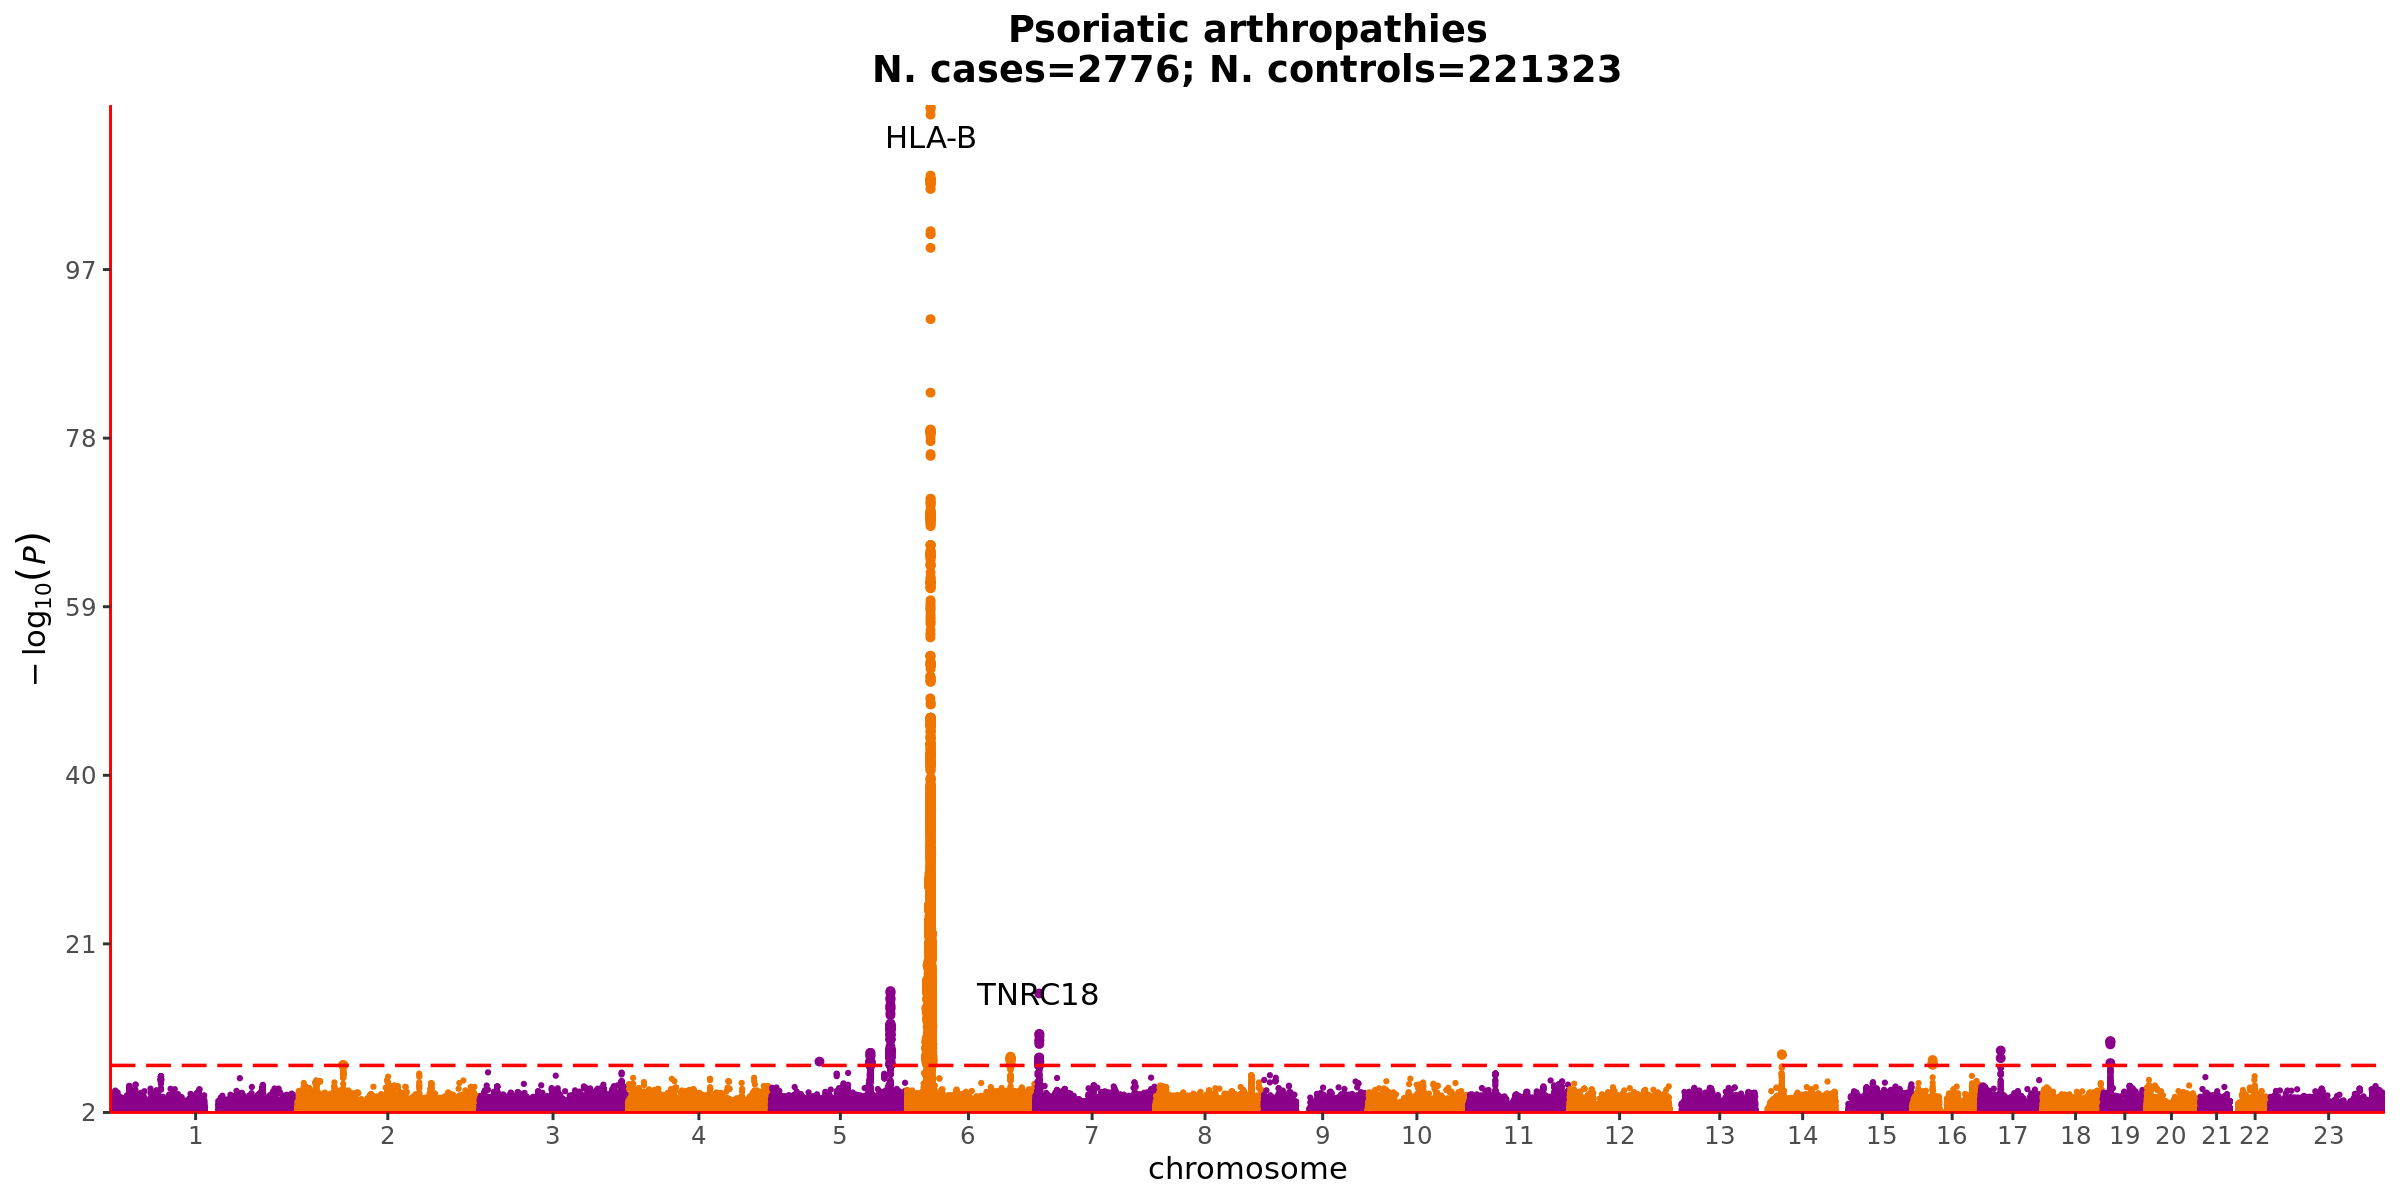 Psoriatic arthropathies
N. cases=2776; N. controls=221323
HLA-B
97
78
−log10(P)
59
40
21
TNRC18
2
1 2 3 4 5 6 7 8 9 10 11 12 13 14 15 16 17 18 19 20 21 22 23
chromosome